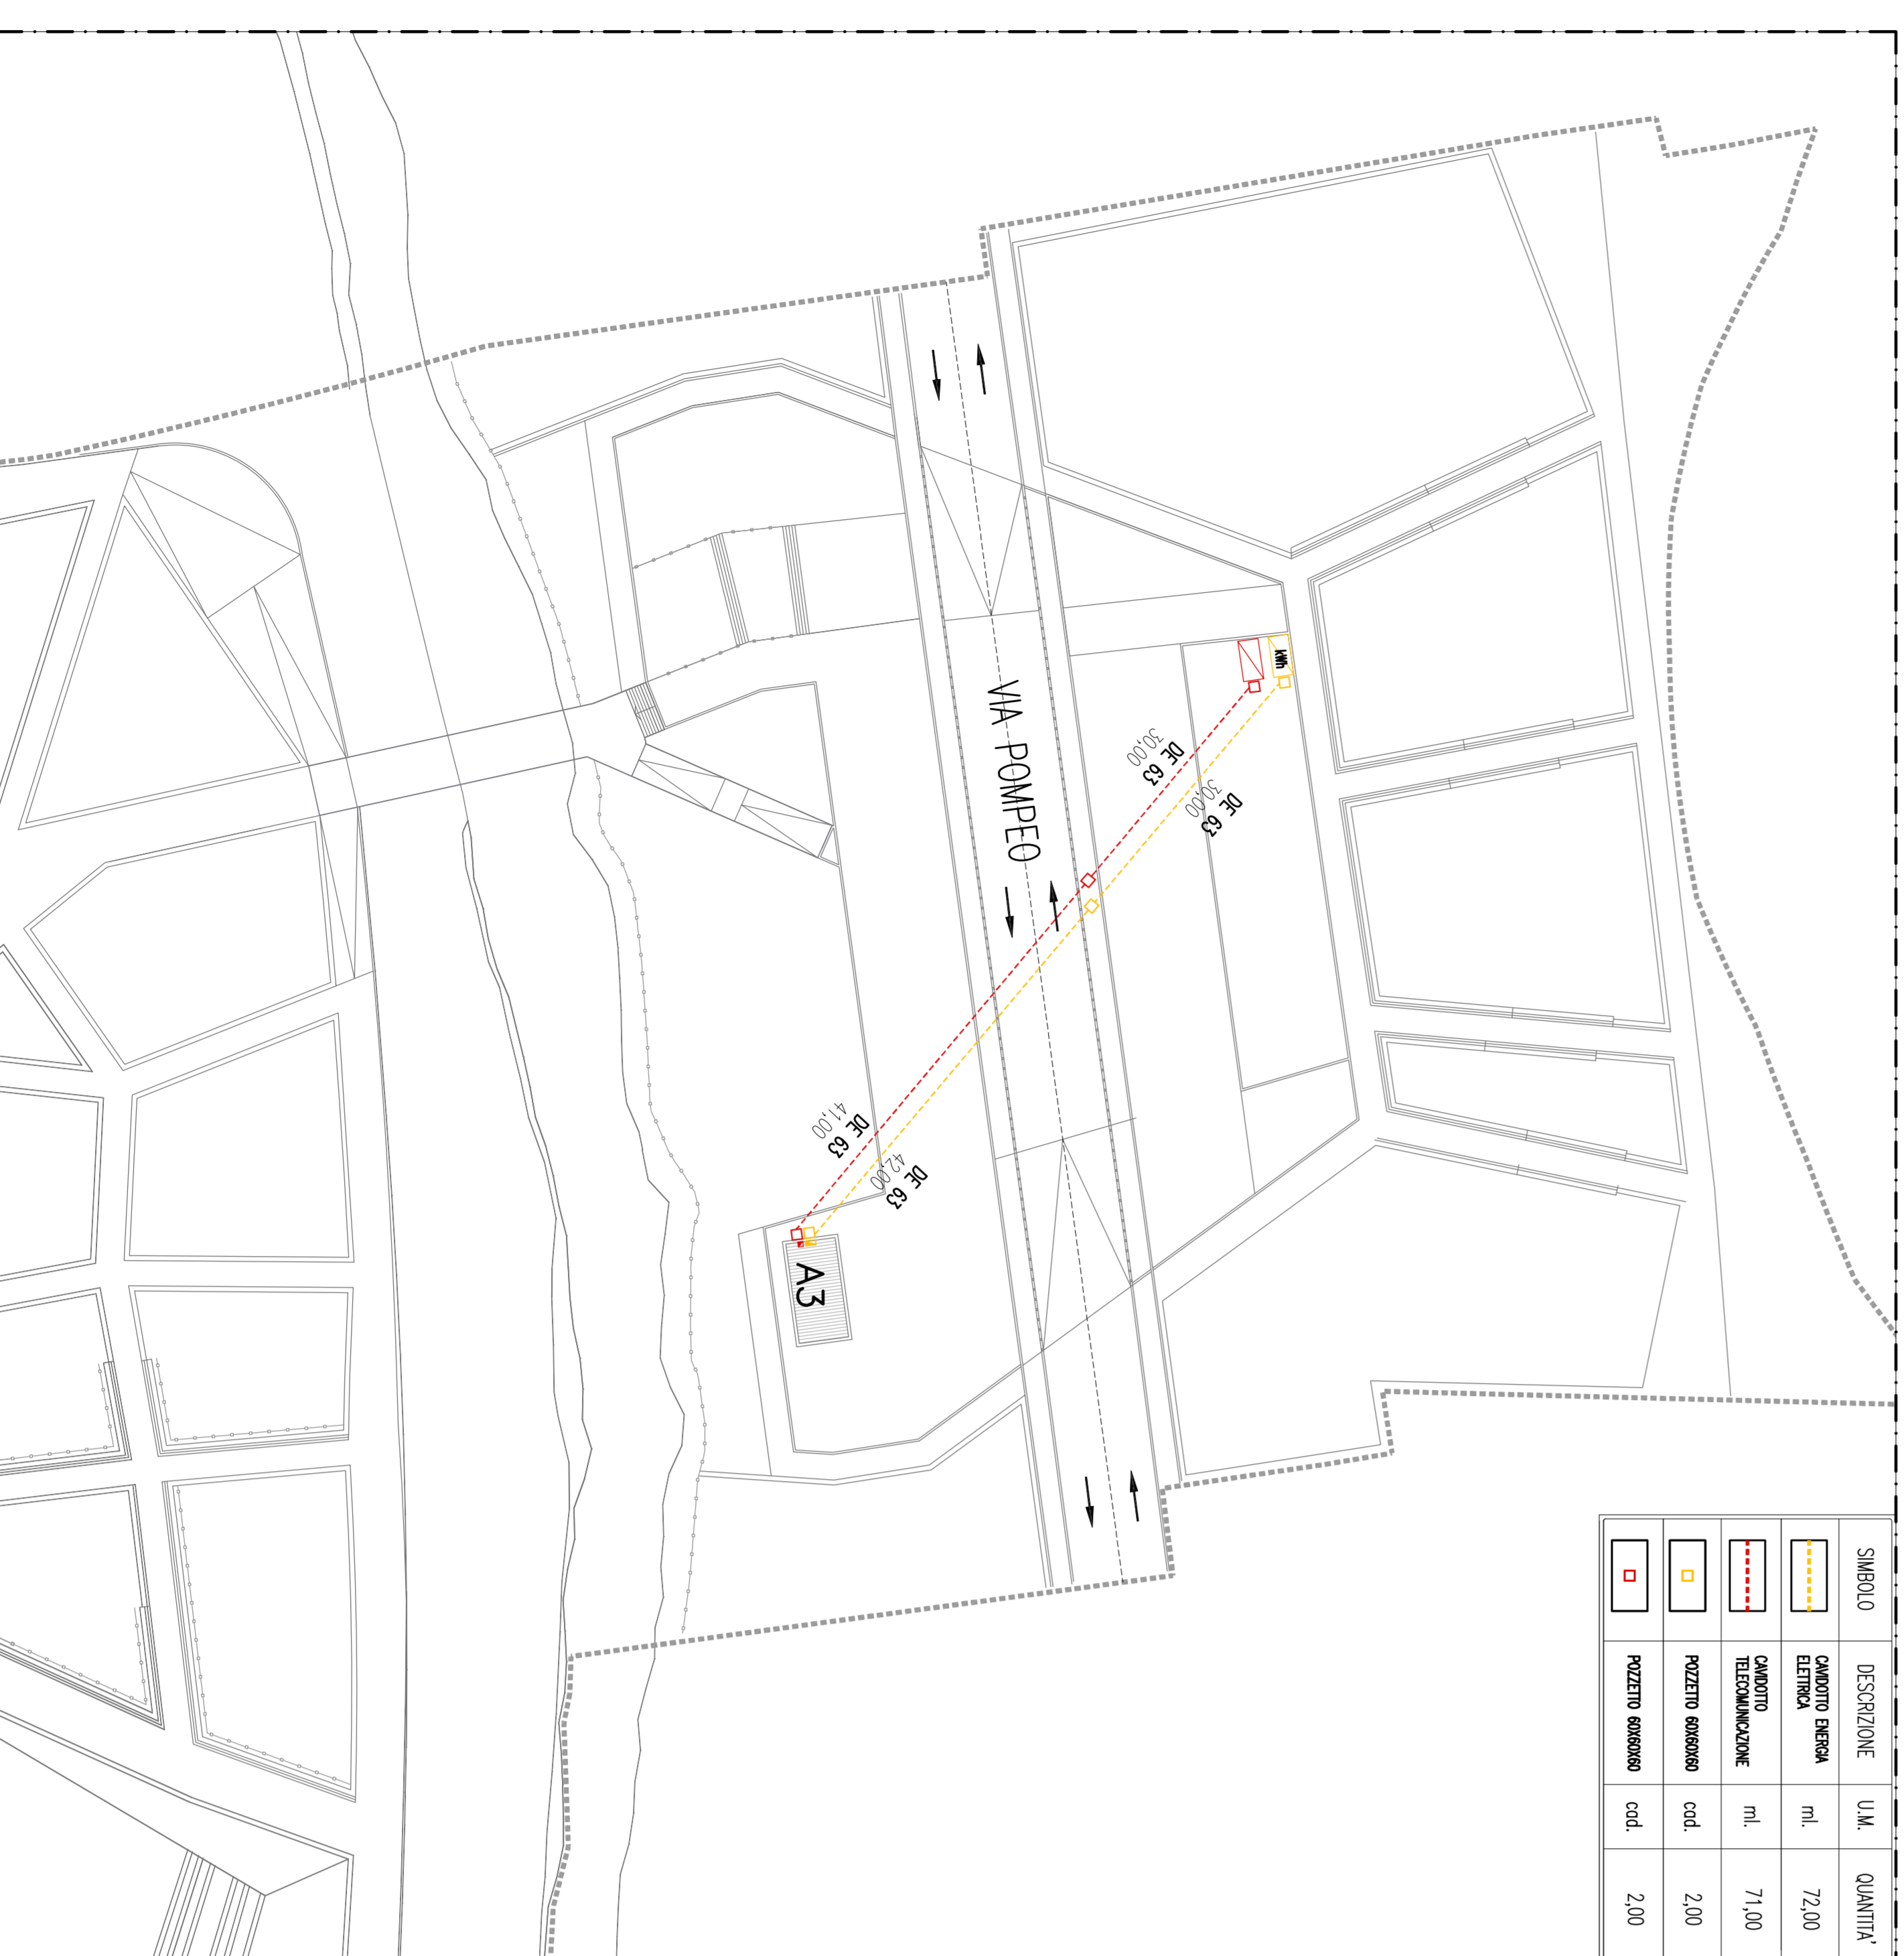 SIMBOLO DESCRIZIONE U.M. QUANTITA'
CAVIDOTTO ENERGIA
ELETTRICA ml. 72,00
CAVIDOTTO
TELECOMUNICAZIONE ml. 71,00
POZZETTO 60X60X60 cad. 2,00
POZZETTO 60X60X60 cad. 2,00
kWh
DE 63
30,00
DE 63
30,00
VIA POMPEO
DE 63
41,00
DE 63
42,00
A3